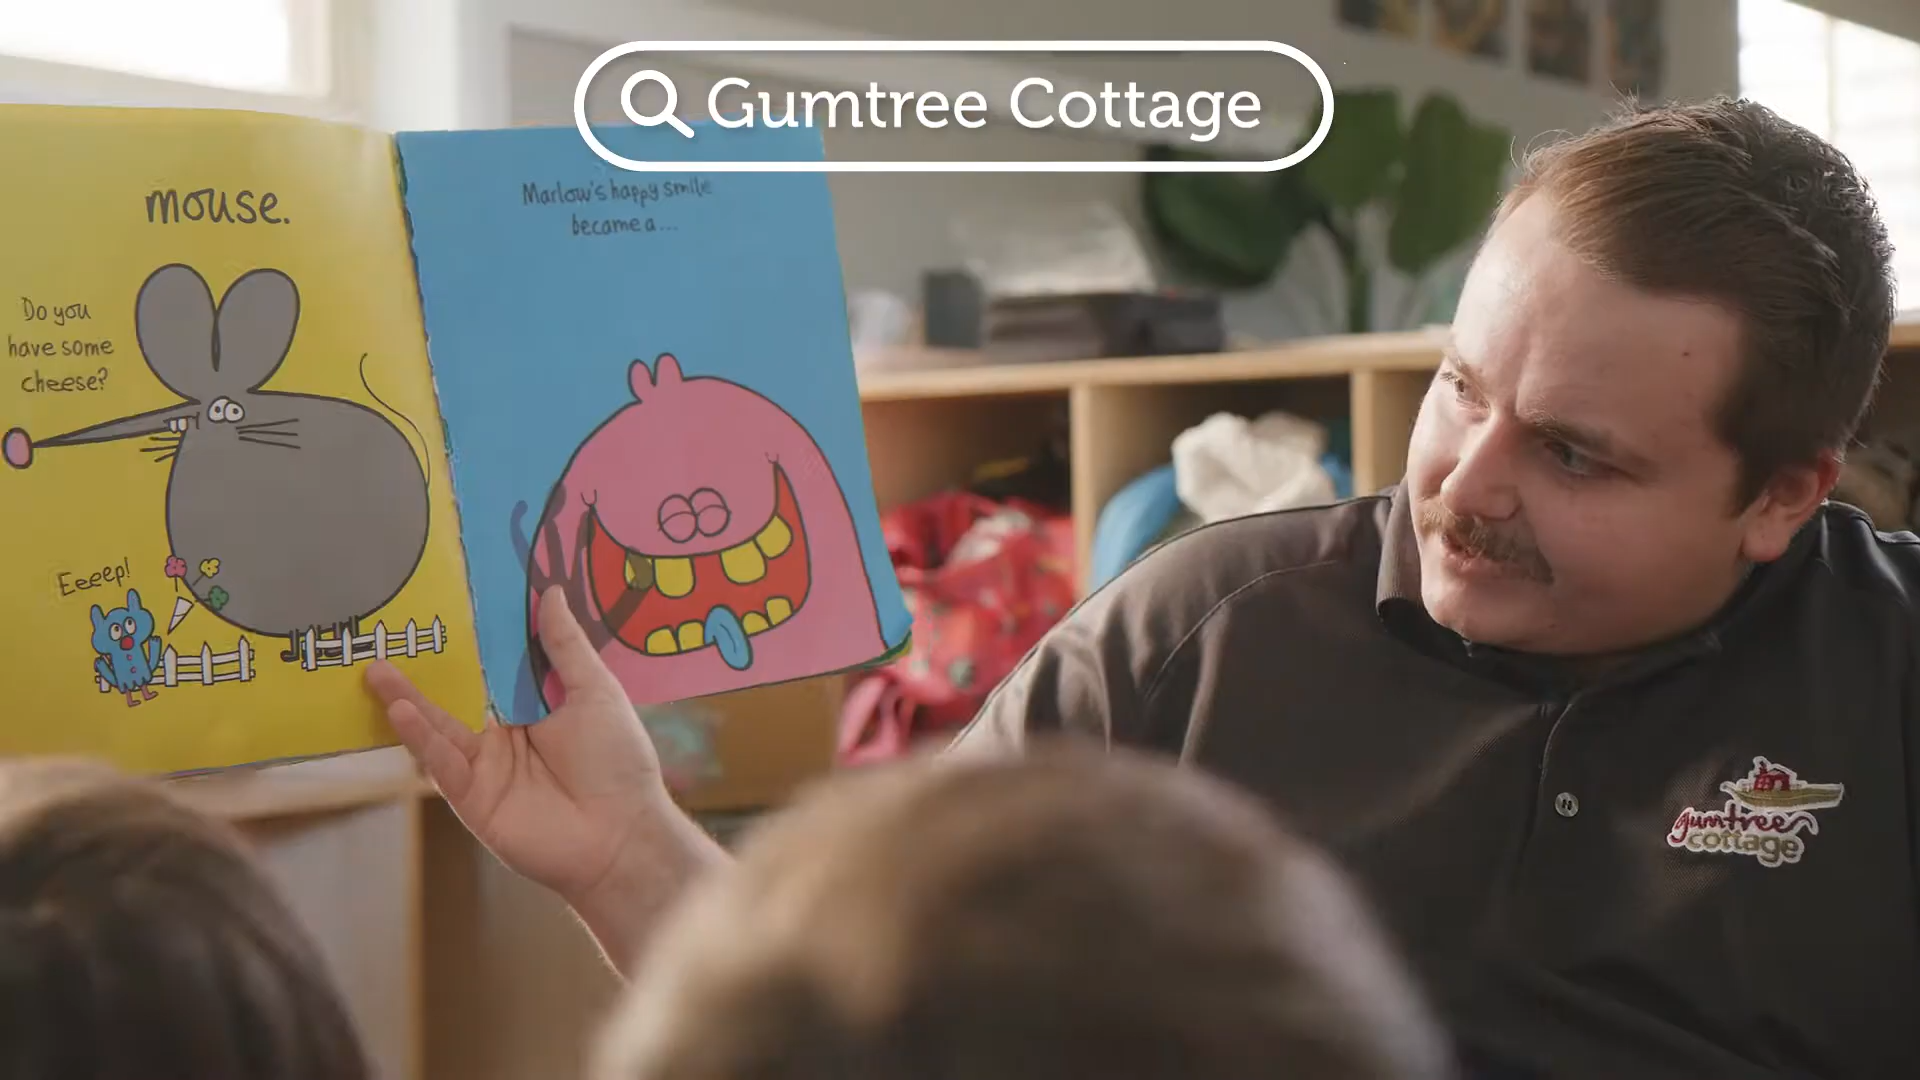 Gumtree Cottage
mouse.
Do you
have some
cheese?
Eeeep!
Marlow's happy smile
became a...
gumtree
cottage